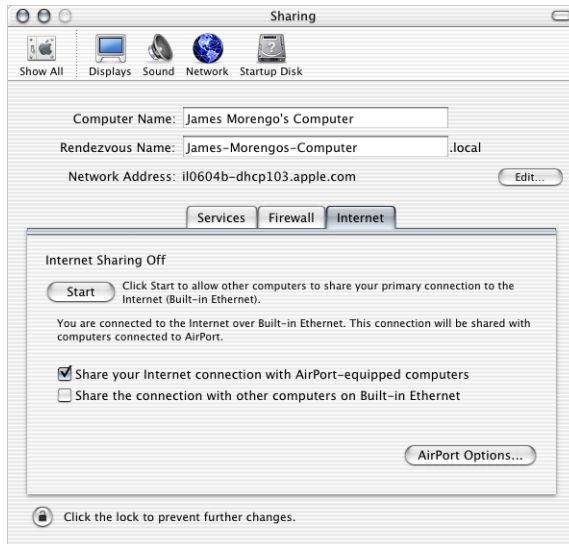 Sharing
Show All Displays Sound Network Startup Disk
Computer Name: James Morengo's Computer
Rendezvous Name: James-Morengos-Computer .local
Network Address: il0604b-dhcp103.apple.com Edit...
Services Firewall Internet
Internet Sharing Off
Start Click Start to allow other computers to share your primary connection to the
Internet (Built-in Ethernet).
You are connected to the Internet over Built-in Ethernet. This connection will be shared with
computers connected to AirPort.
Share your Internet connection with AirPort-equipped computers
Share the connection with other computers on Built-in Ethernet
AirPort Options...
Click the lock to prevent further changes.